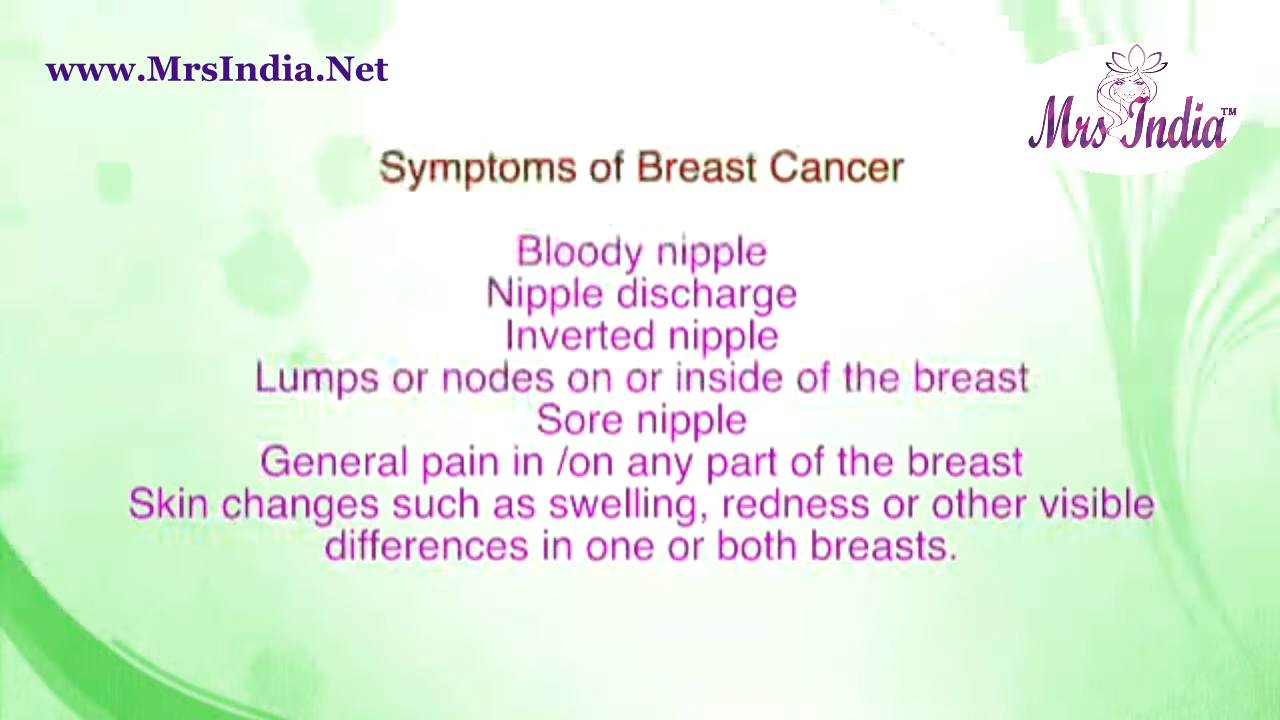 www.MrsIndia.Net
Mrs India™
Symptoms of Breast Cancer
Bloody nipple
Nipple discharge
Inverted nipple
Lumps or nodes on or inside of the breast
Sore nipple
General pain in /on any part of the breast
Skin changes such as swelling, redness or other visible
differences in one or both breasts.